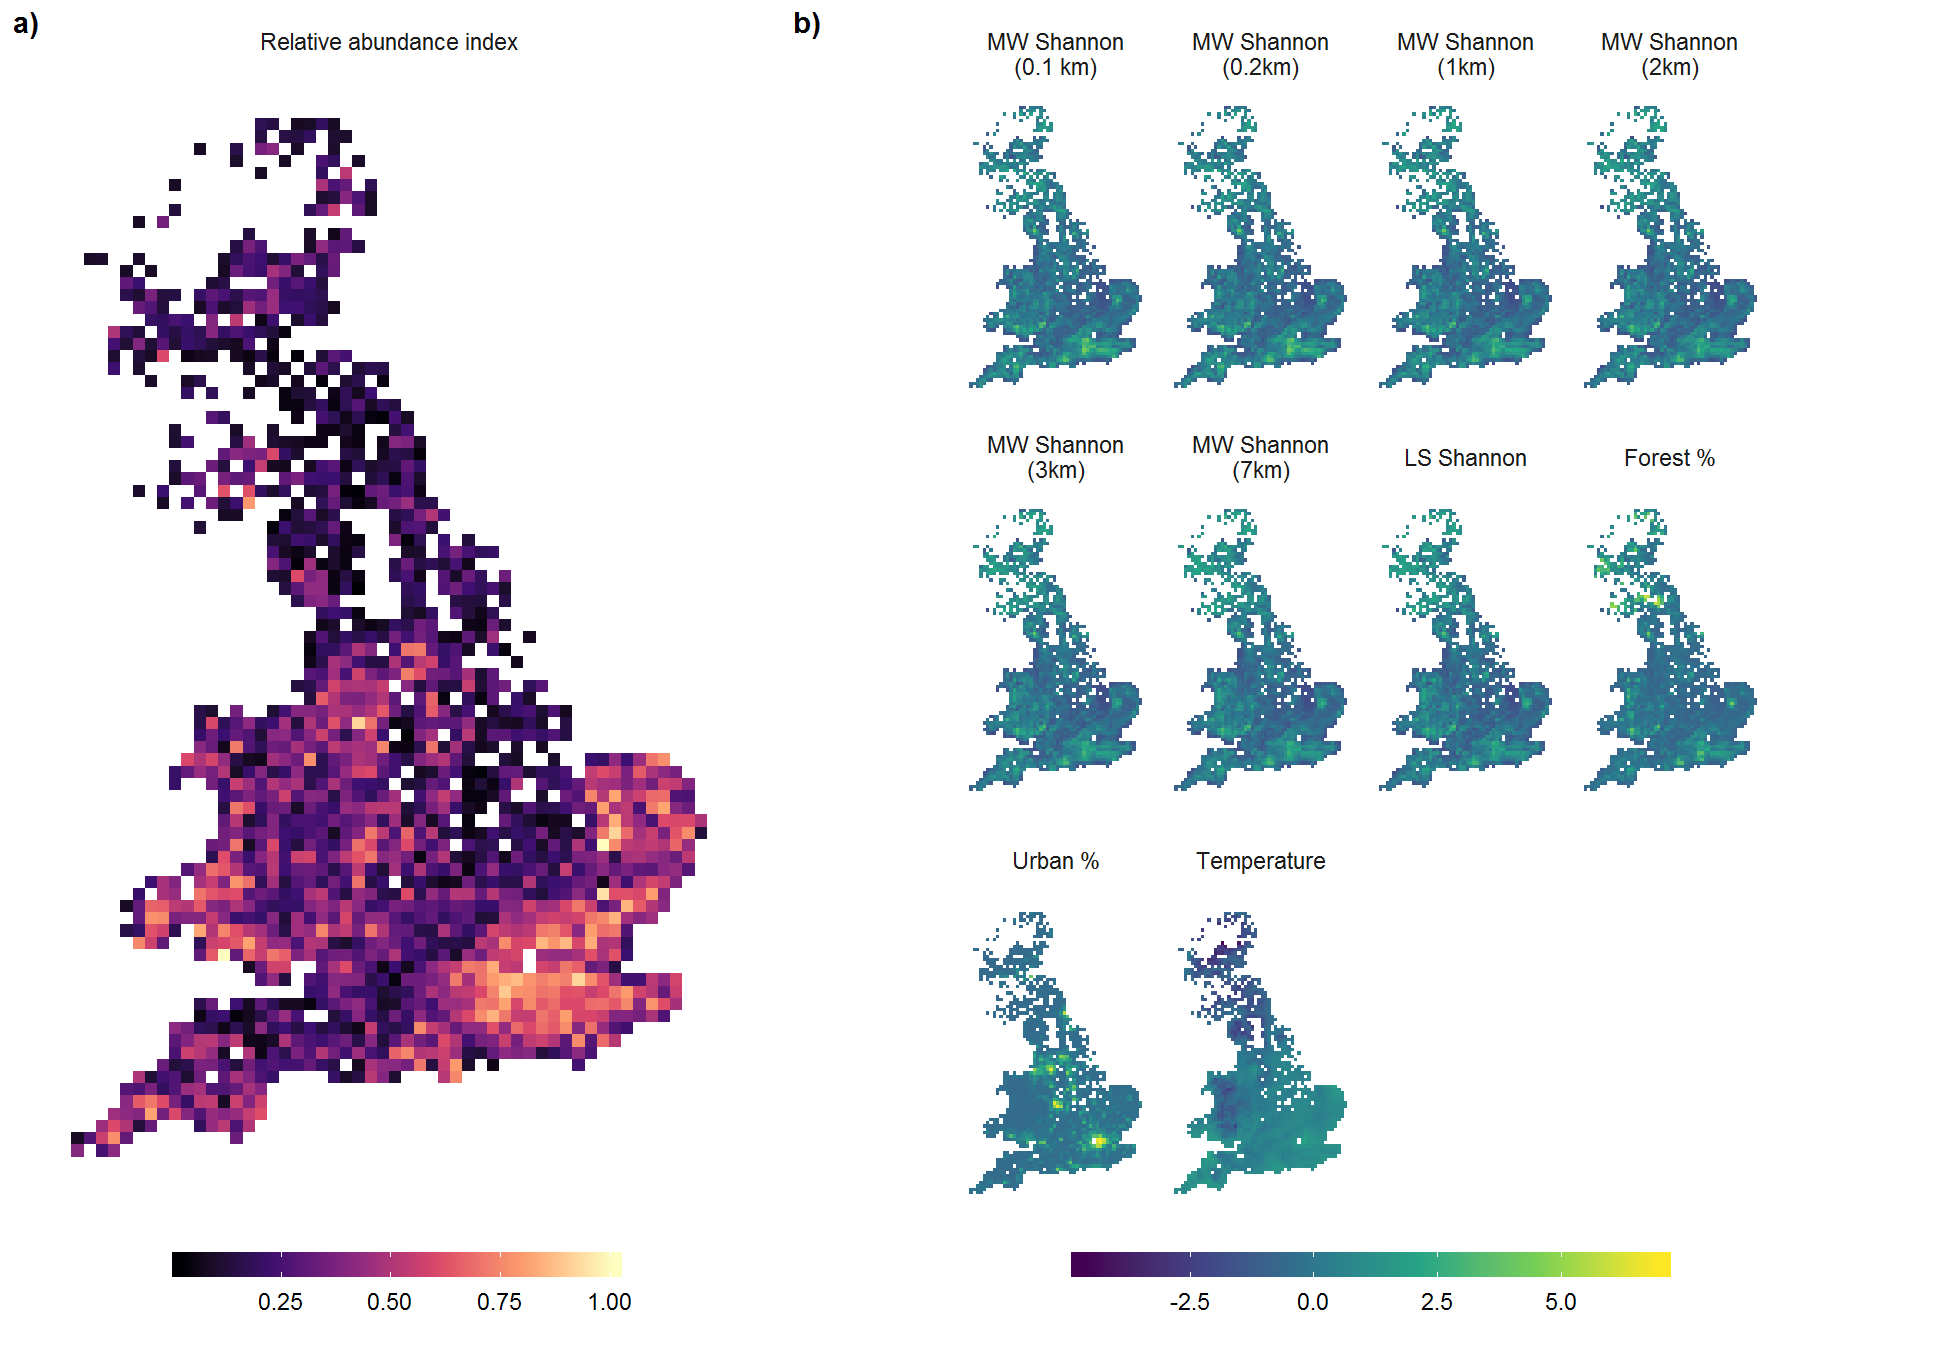 a)
Relative abundance index
0.25 0.50 0.75 1.00
b)
MW Shannon
(0.1 km)
MW Shannon
(0.2km)
MW Shannon
(1km)
MW Shannon
(2km)
MW Shannon
(3km)
MW Shannon
(7km)
LS Shannon
Forest %
Urban %
Temperature
-2.5 0.0 2.5 5.0